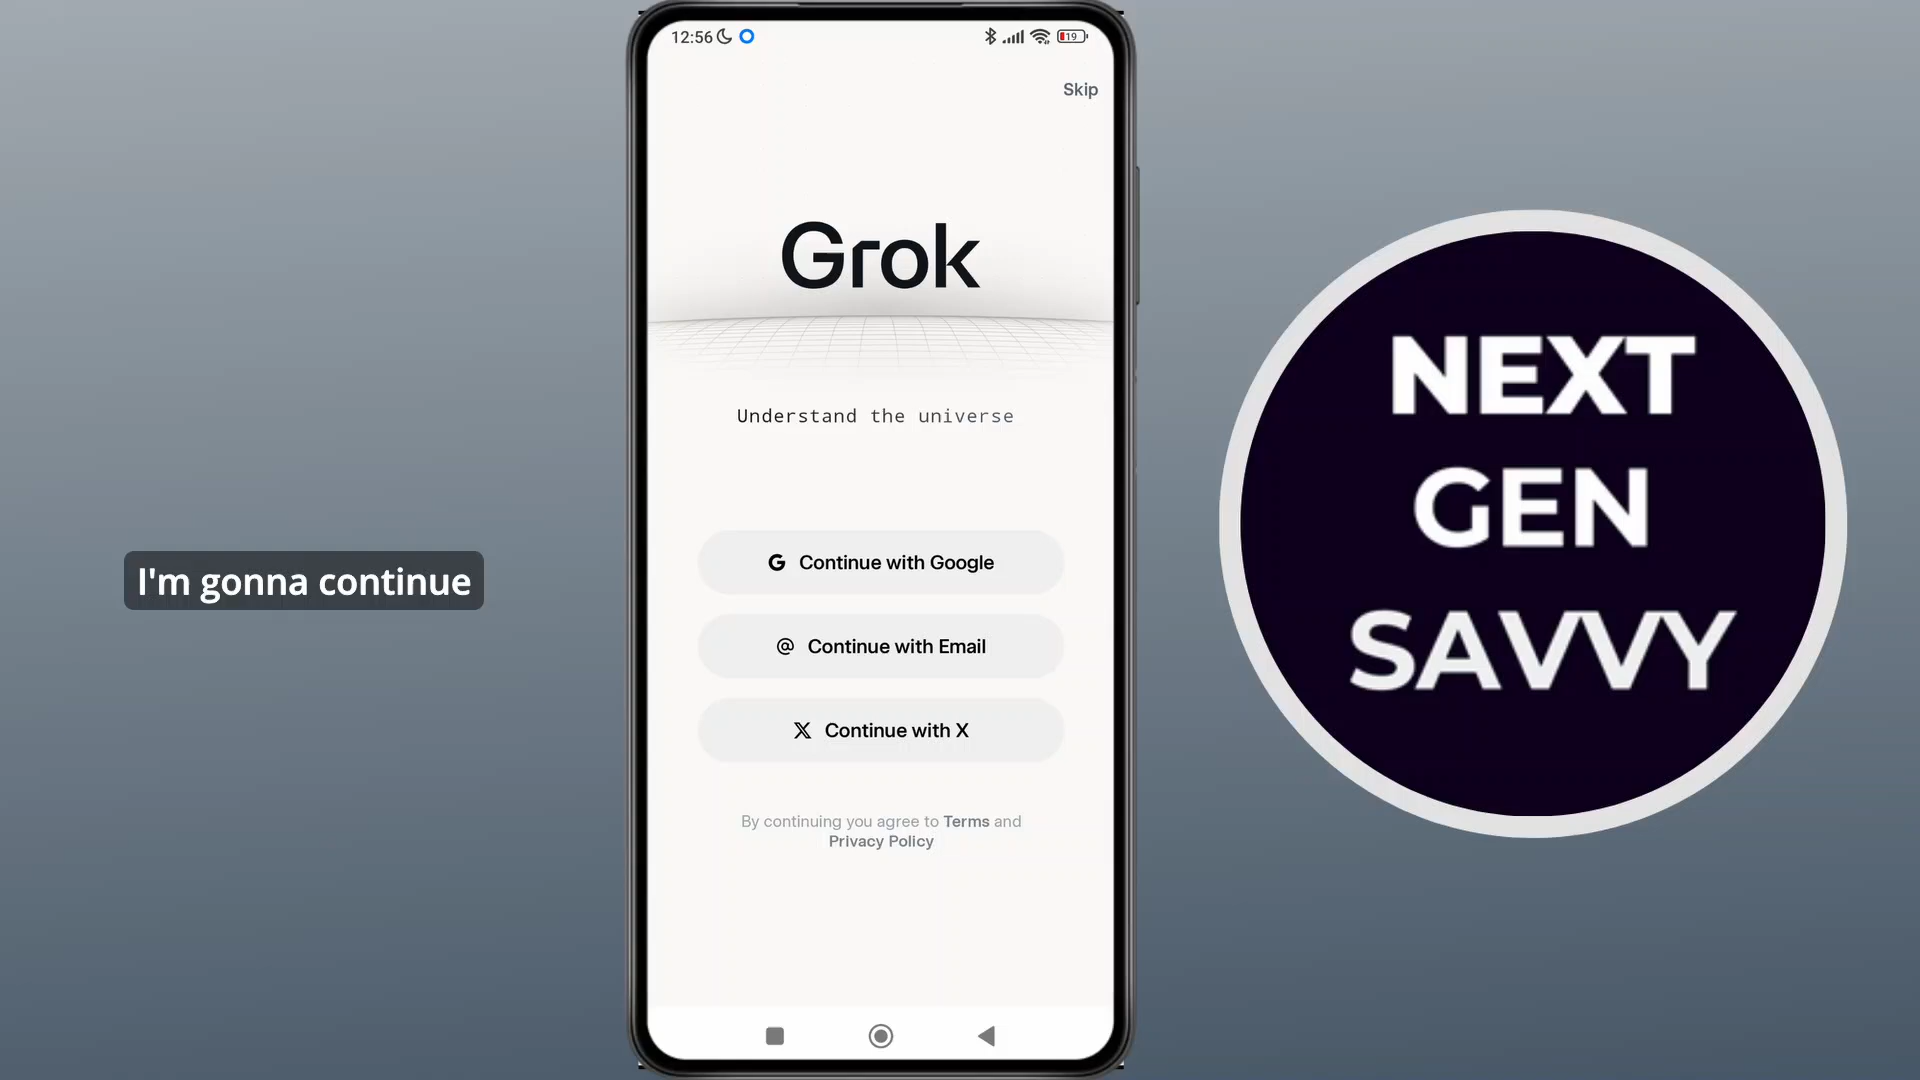 12:56
19
Skip
Grok
Understand the universe
G Continue with Google
@ Continue with Email
X Continue with X
By continuing you agree to Terms and
Privacy Policy
I'm gonna continue
NEXT
GEN
SAVVY